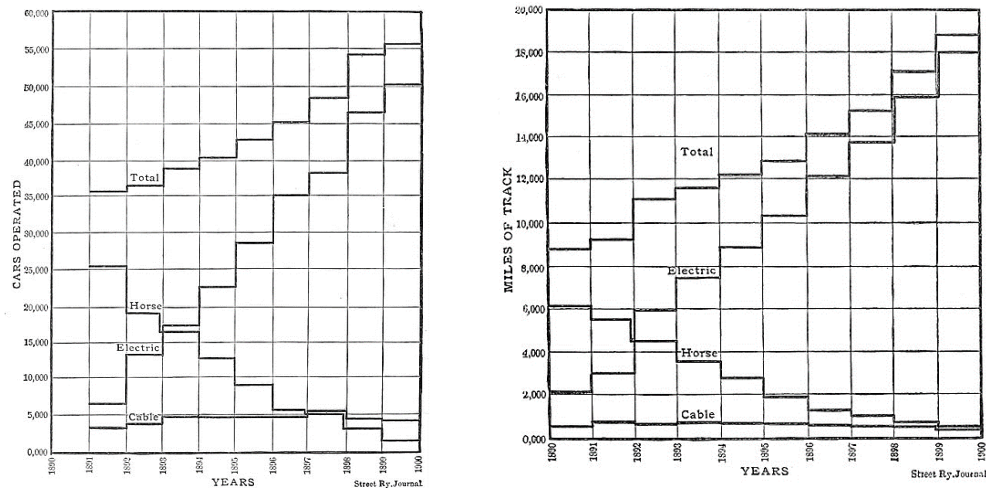 60,000
55,000
50,000
45,000
40,000
35,000
30,000
25,000
20,000
15,000
10,000
5,000
0,000
CARS OPERATED
Total
Horse
Electric
Cable
1890 1891 1892 1893 1894 1895 1896 1897 1898 1899 1900
YEARS
Street Ry. Journal
20,000
18,000
16,000
14,000
12,000
10,000
8,000
6,000
4,000
2,000
0,000
MILES OF TRACK
Total
Electric
Horse
Cable
1890 1891 1892 1893 1894 1895 1896 1897 1898 1899 1900
YEARS
Street Ry. Journal